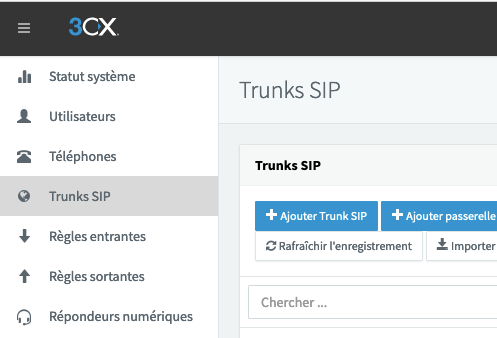 3CX
Statut système
Utilisateurs
Téléphones
Trunks SIP
Règles entrantes
Règles sortantes
Répondeurs numériques
Trunks SIP
Trunks SIP
Ajouter Trunk SIP
Ajouter passerelle
Rafraîchir l'enregistrement
Importer
Chercher ...